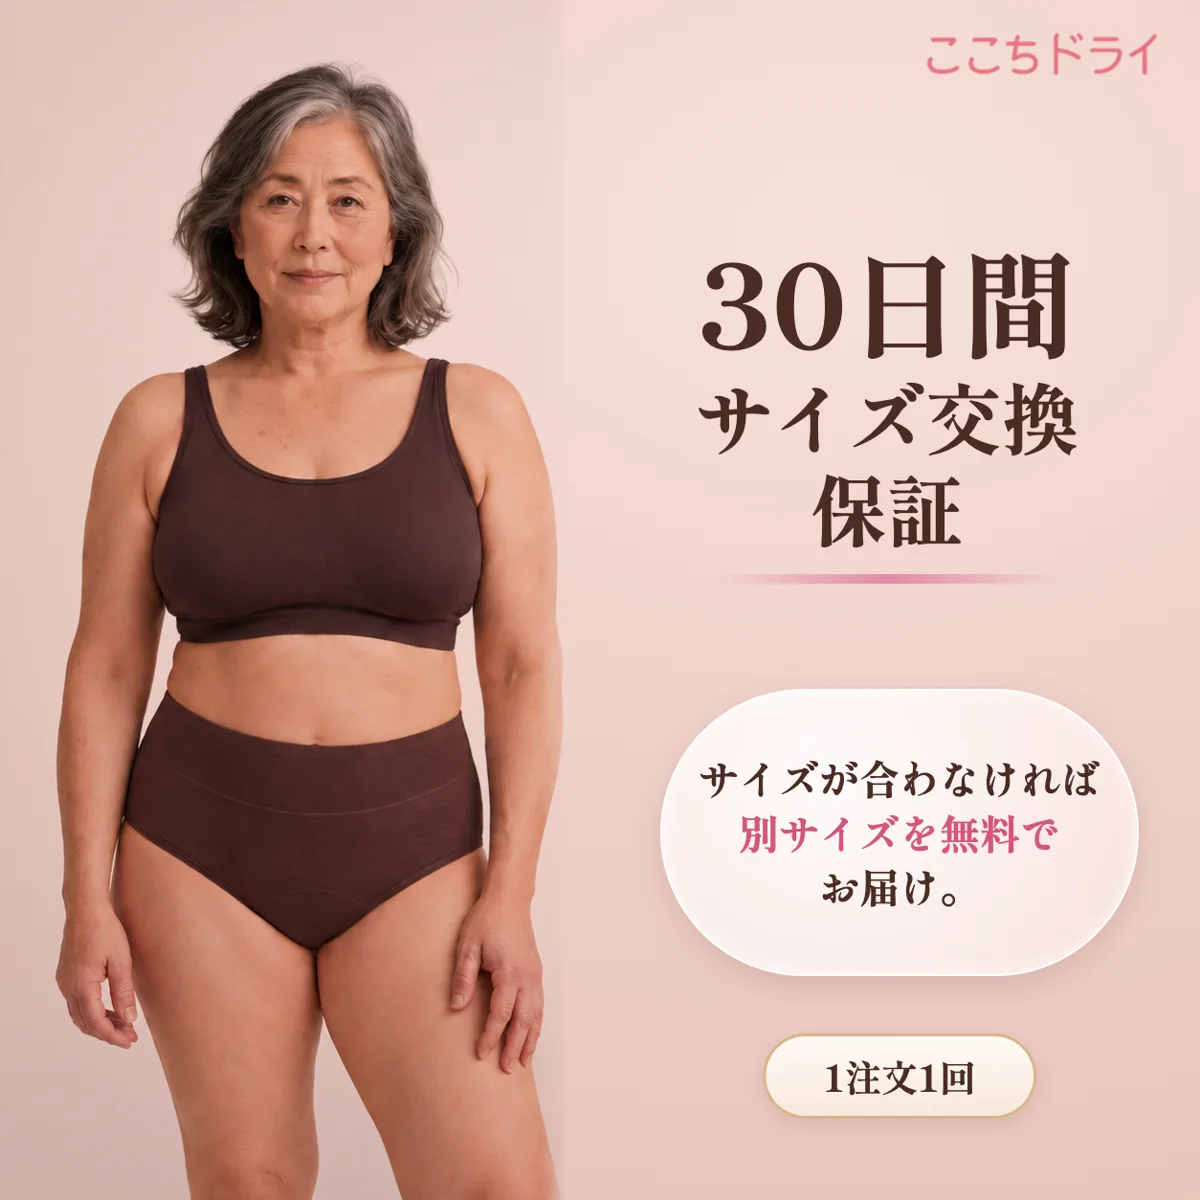 ここちドライ
30日間
サイズ交換
保証
サイズが合わなければ
別サイズを無料で
お届け。
1注文1回